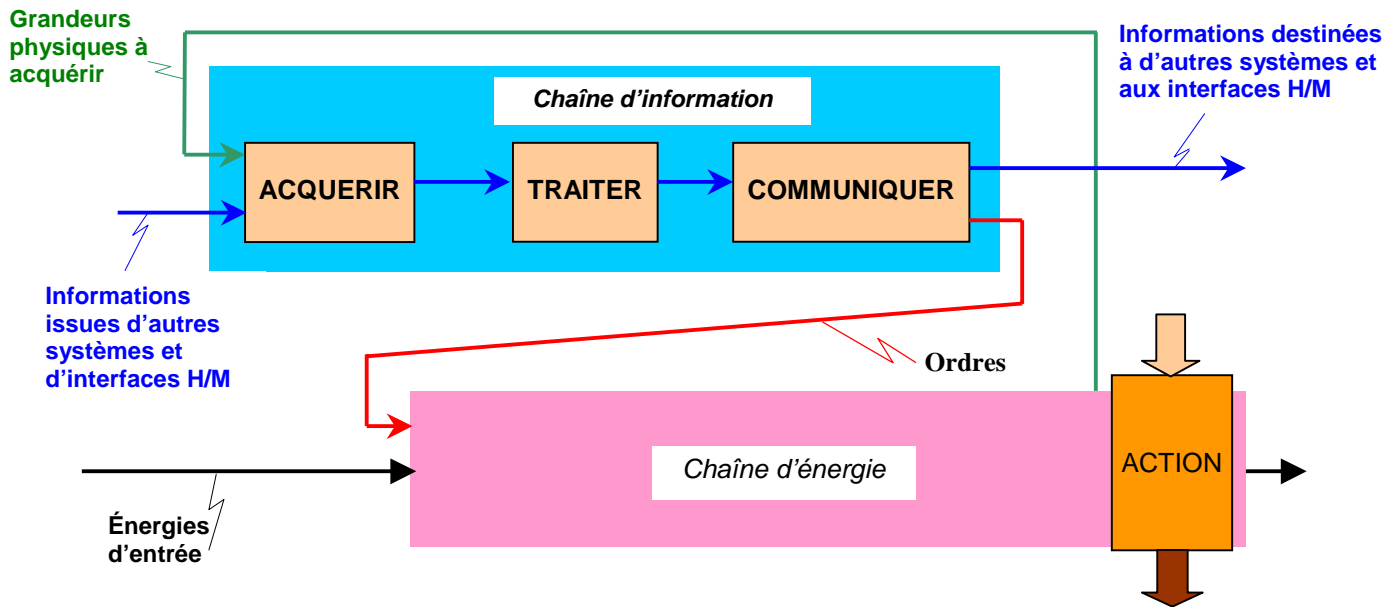 Grandeurs
physiques à
acquérir
Informations destinées
à d’autres systèmes et
aux interfaces H/M
Chaîne d’information
ACQUERIR
TRAITER
COMMUNIQUER
Informations
issues d’autres
systèmes et
d’interfaces H/M
Ordres
Chaîne d’énergie
ACTION
Énergies
d’entrée